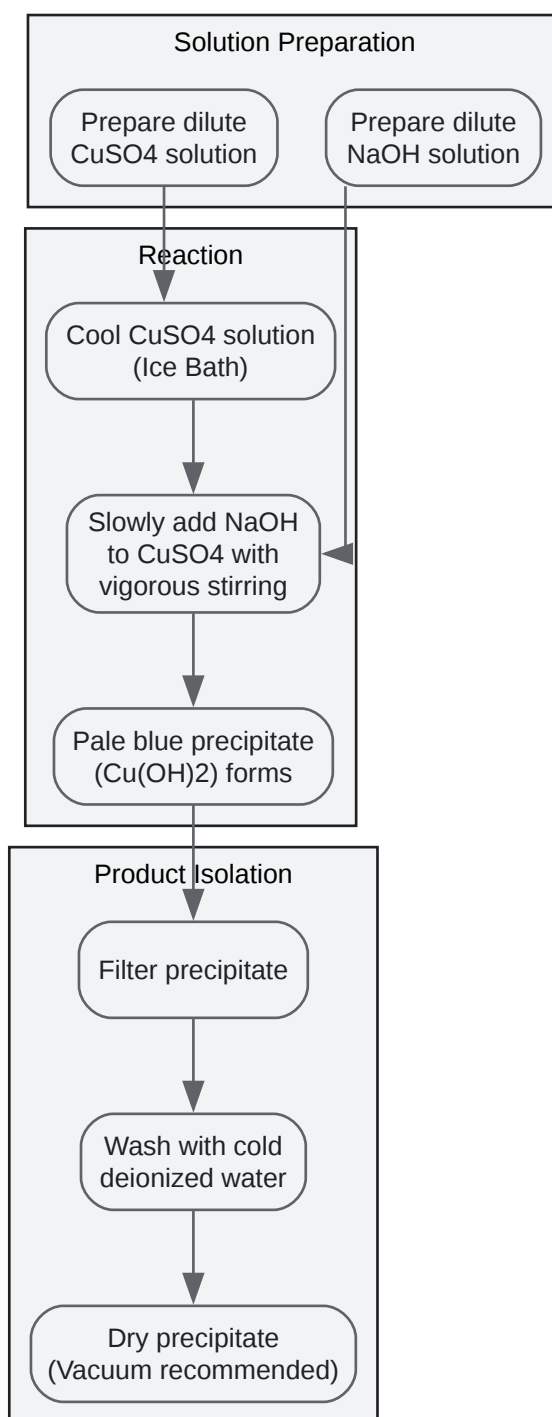 Solution Preparation
Prepare dilute
CuSO4 solution
Prepare dilute
NaOH solution
Reaction
Cool CuSO4 solution
(Ice Bath)
Slowly add NaOH
to CuSO4 with
vigorous stirring
Pale blue precipitate
(Cu(OH)2) forms
Product Isolation
Filter precipitate
Wash with cold
deionized water
Dry precipitate
(Vacuum recommended)